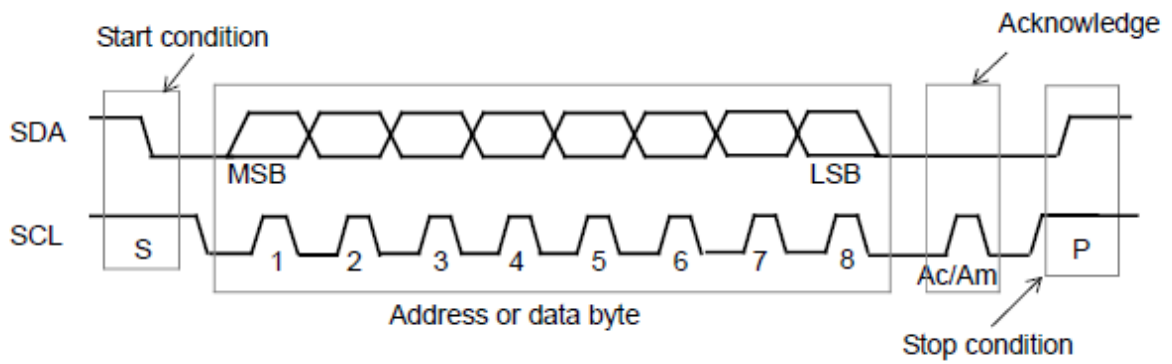 Acknowledge
Start condition
SDA
MSB LSB
SCL
S 1 2 3 4 5 6 7 8 Ac/Am P
Address or data byte
Stop condition